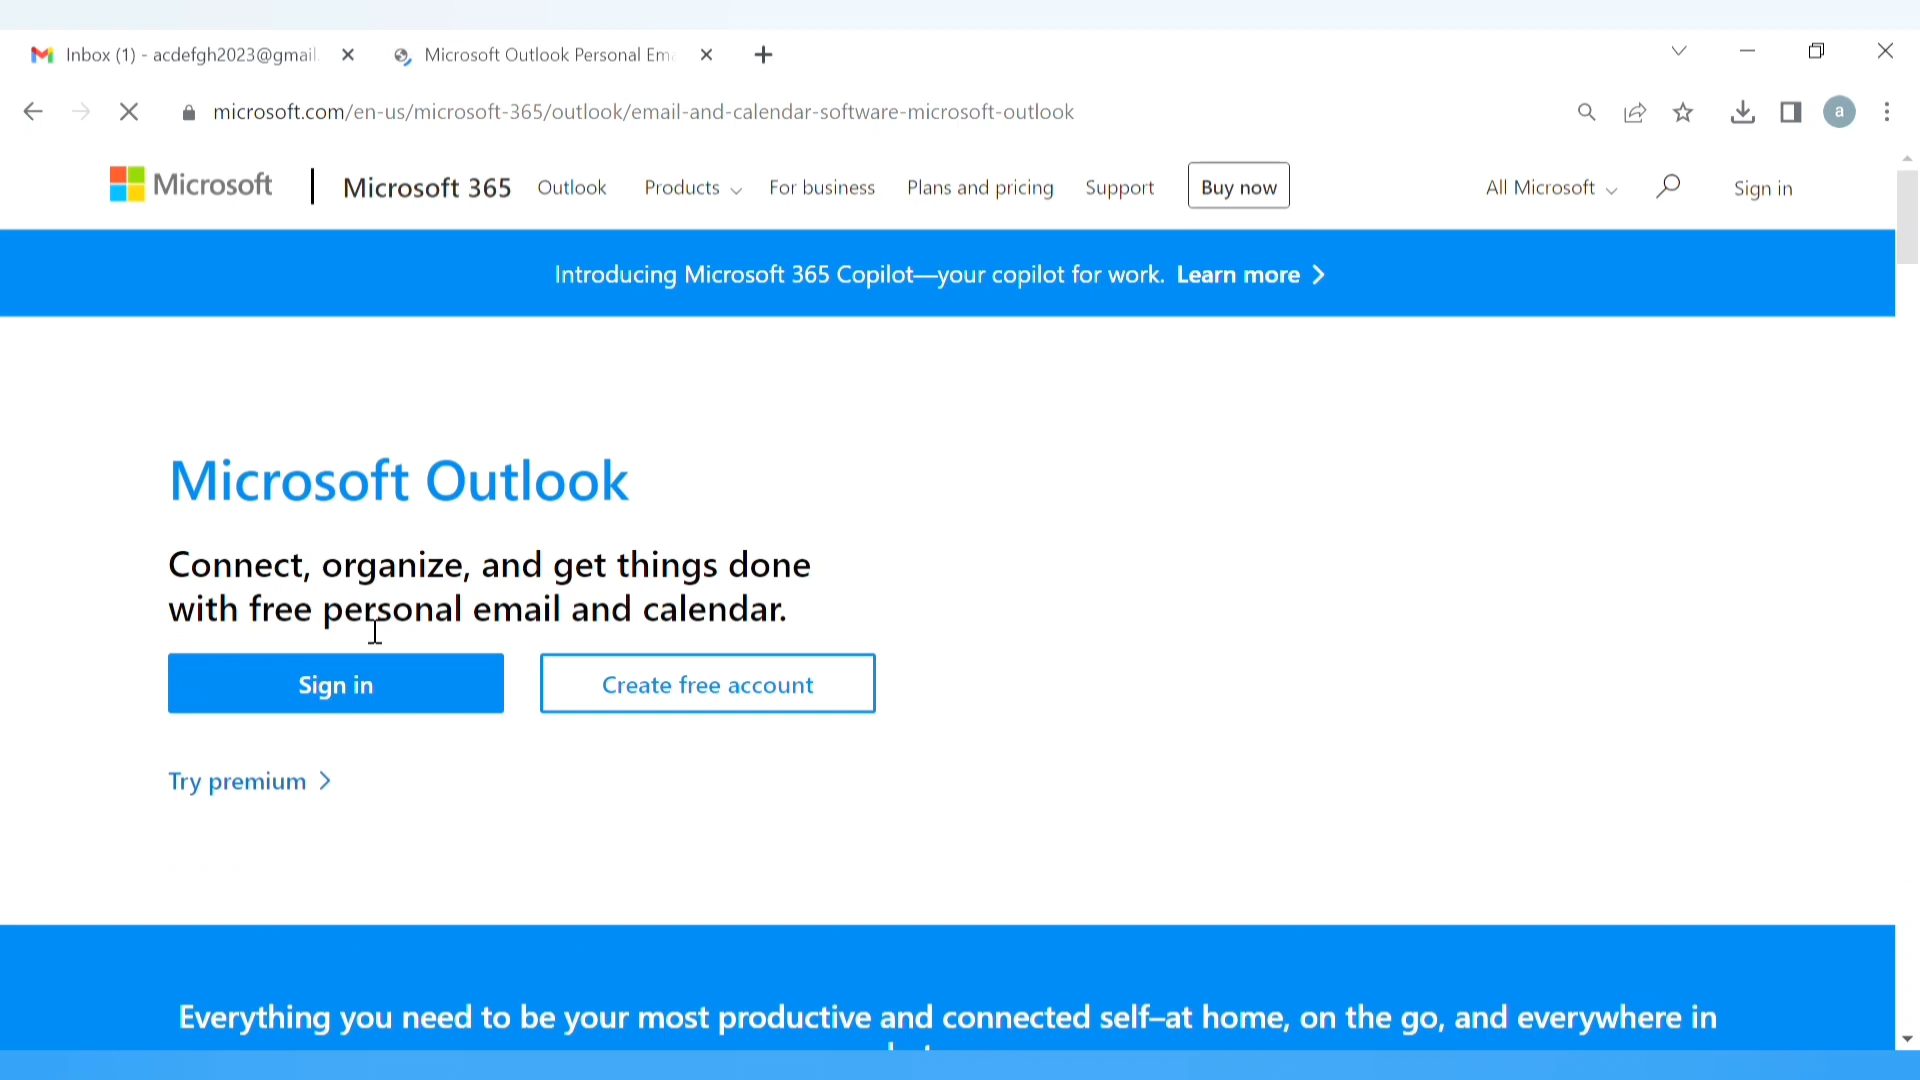 Inbox (1) - acdefgh2023@gmail.
Microsoft Outlook Personal Em
microsoft.com/en-us/microsoft-365/outlook/email-and-calendar-software-microsoft-outlook
a
Microsoft
Microsoft 365 Outlook Products For business Plans and pricing Support Buy now All Microsoft Sign in
Introducing Microsoft 365 Copilot—your copilot for work. Learn more
Microsoft Outlook
Connect, organize, and get things done
with free personal email and calendar.
Sign in
Create free account
Try premium
Everything you need to be your most productive and connected self–at home, on the go, and everywhere in